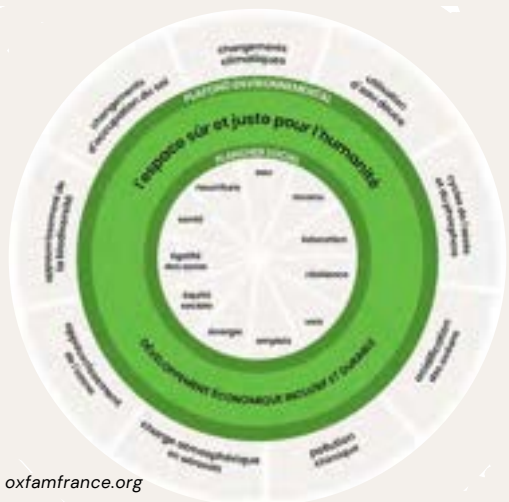 changements
climatiques
utilisation
d'eau douce
cycles de l'azote
et du phosphore
acidification
des océans
pollution
chimique
charge atmosphérique
en aérosols
appauvrissement
de l'ozone
appauvrissement de
la biodiversité
changements
d'occupation du sol
PLAFOND ENVIRONNEMENTAL
l'espace sûr et juste pour l'humanité
PLANCHER SOCIAL
eau
revenu
éducation
résilience
voix
emplois
énergie
équité
sociale
égalité
des sexes
santé
nourriture
DÉVELOPPEMENT ÉCONOMIQUE INCLUSIF ET DURABLE
oxfamfrance.org